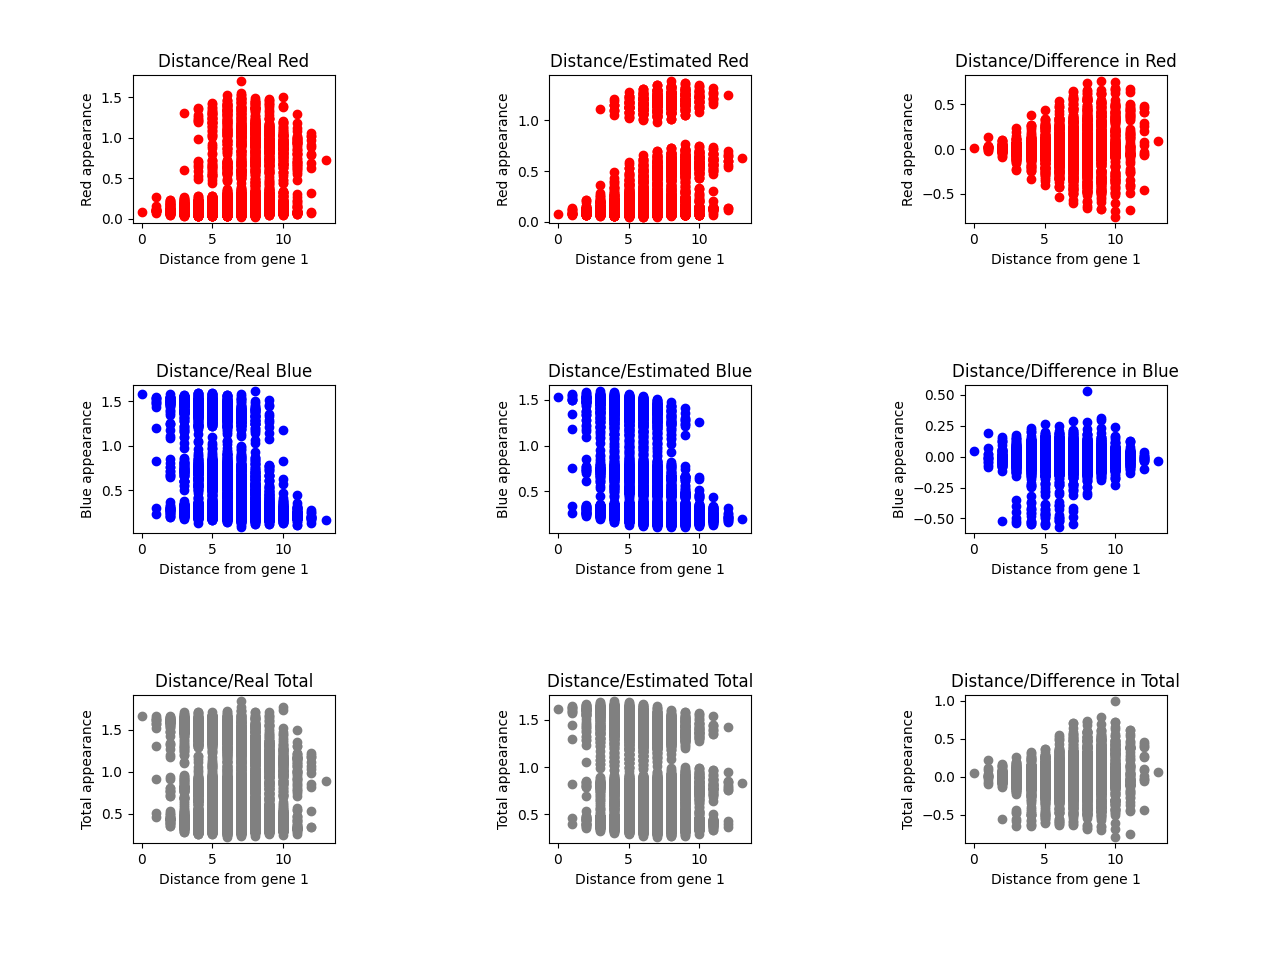 Distance/Real Red
Red appearance
1.5
1.0
0.5
0.0
0
5
10
Distance from gene 1
Distance/Estimated Red
Red appearance
1.0
0.5
0.0
0
5
10
Distance from gene 1
Distance/Difference in Red
Red appearance
0.5
0.0
−0.5
0
5
10
Distance from gene 1
Distance/Real Blue
Blue appearance
1.5
1.0
0.5
0
5
10
Distance from gene 1
Distance/Estimated Blue
Blue appearance
1.5
1.0
0.5
0
5
10
Distance from gene 1
Distance/Difference in Blue
Blue appearance
0.50
0.25
0.00
−0.25
−0.50
0
5
10
Distance from gene 1
Distance/Real Total
Total appearance
1.5
1.0
0.5
0
5
10
Distance from gene 1
Distance/Estimated Total
Total appearance
1.5
1.0
0.5
0
5
10
Distance from gene 1
Distance/Difference in Total
Total appearance
1.0
0.5
0.0
−0.5
0
5
10
Distance from gene 1